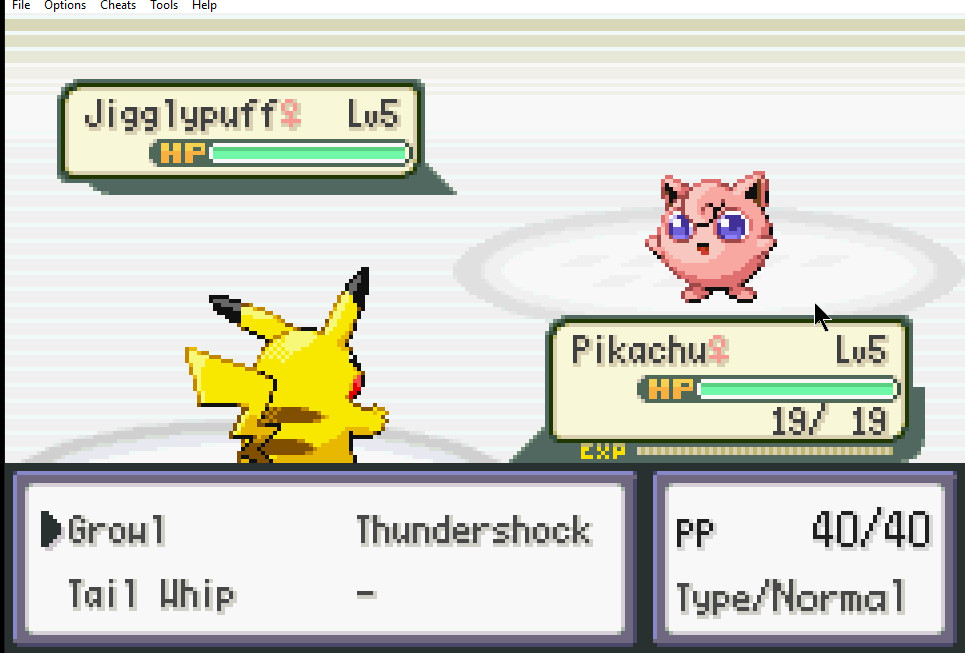 File Options Cheats Tools Help
Jigglypuff♀ Lv5
HP
Pikachu♀ Lv5
HP
19/ 19
EXP
Growl Thundershock
Tail Whip –
PP 40/40
Type/Normal